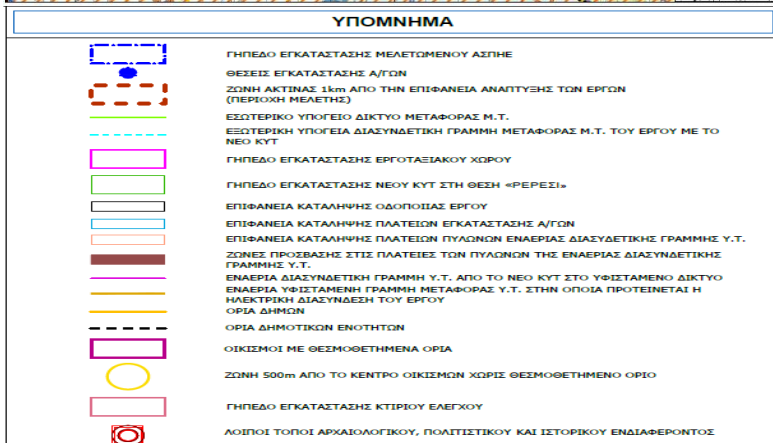 ΥΠΟΜΝΗΜΑ
ΓΗΠΕΔΟ ΕΓΚΑΤΑΣΤΑΣΗΣ ΜΕΛΕΤΩΜΕΝΟΥ ΑΣΠΗΕ
ΘΕΣΕΙΣ ΕΓΚΑΤΑΣΤΑΣΗΣ Α/ΓΩΝ
ΖΩΝΗ ΑΚΤΙΝΑΣ 1km ΑΠΟ ΤΗΝ ΕΠΙΦΑΝΕΙΑ ΑΝΑΠΤΥΞΗΣ ΤΩΝ ΕΡΓΩΝ
(ΠΕΡΙΟΧΗ ΜΕΛΕΤΗΣ)
ΕΣΩΤΕΡΙΚΟ ΥΠΟΓΕΙΟ ΔΙΚΤΥΟ ΜΕΤΑΦΟΡΑΣ Μ.Τ.
ΕΞΩΤΕΡΙΚΗ ΥΠΟΓΕΙΑ ΔΙΑΣΥΝΔΕΤΙΚΗ ΓΡΑΜΜΗ ΜΕΤΑΦΟΡΑΣ Μ.Τ. ΤΟΥ ΕΡΓΟΥ ΜΕ ΤΟ
ΝΕΟ ΚΥΤ
ΓΗΠΕΔΟ ΕΓΚΑΤΑΣΤΑΣΗΣ ΕΡΓΟΤΑΞΙΑΚΟΥ ΧΩΡΟΥ
ΓΗΠΕΔΟ ΕΓΚΑΤΑΣΤΑΣΗΣ ΝΕΟΥ ΚΥΤ ΣΤΗ ΘΕΣΗ «ΡΕΡΕΣΙ»
ΕΠΙΦΑΝΕΙΑ ΚΑΤΑΛΗΨΗΣ ΟΔΟΠΟΙΙΑΣ ΕΡΓΟΥ
ΕΠΙΦΑΝΕΙΑ ΚΑΤΑΛΗΨΗΣ ΠΛΑΤΕΙΩΝ ΕΓΚΑΤΑΣΤΑΣΗΣ Α/ΓΩΝ
ΕΠΙΦΑΝΕΙΑ ΚΑΤΑΛΗΨΗΣ ΠΛΑΤΕΙΩΝ ΠΥΛΩΝΩΝ ΕΝΑΕΡΙΑΣ ΔΙΑΣΥΔΕΤΙΚΗΣ ΓΡΑΜΜΗΣ Υ.Τ.
ΖΩΝΕΣ ΠΡΟΣΒΑΣΗΣ ΣΤΙΣ ΠΛΑΤΕΙΕΣ ΤΩΝ ΠΥΛΩΝΩΝ ΤΗΣ ΕΝΑΕΡΙΑΣ ΔΙΑΣΥΝΔΕΤΙΚΗΣ
ΓΡΑΜΜΗΣ Υ.Τ.
ΕΝΑΕΡΙΑ ΔΙΑΣΥΝΔΕΤΙΚΗ ΓΡΑΜΜΗ Υ.Τ. ΑΠΟ ΤΟ ΝΕΟ ΚΥΤ ΣΤΟ ΥΦΙΣΤΑΜΕΝΟ ΔΙΚΤΥΟ
ΕΝΑΕΡΙΑ ΥΦΙΣΤΑΜΕΝΗ ΓΡΑΜΜΗ ΜΕΤΑΦΟΡΑΣ Υ.Τ. ΣΤΗΝ ΟΠΟΙΑ ΠΡΟΤΕΙΝΕΤΑΙ Η
ΗΛΕΚΤΡΙΚΗ ΔΙΑΣΥΝΔΕΣΗ ΤΟΥ ΕΡΓΟΥ
ΟΡΙΑ ΔΗΜΩΝ
ΟΡΙΑ ΔΗΜΟΤΙΚΩΝ ΕΝΟΤΗΤΩΝ
ΟΙΚΙΣΜΟΙ ΜΕ ΘΕΣΜΟΘΕΤΗΜΕΝΑ ΟΡΙΑ
ΖΩΝΗ 500m ΑΠΟ ΤΟ ΚΕΝΤΡΟ ΟΙΚΙΣΜΩΝ ΧΩΡΙΣ ΘΕΣΜΟΘΕΤΗΜΕΝΟ ΟΡΙΟ
ΓΗΠΕΔΟ ΕΓΚΑΤΑΣΤΑΣΗΣ ΚΤΙΡΙΟΥ ΕΛΕΓΧΟΥ
ΛΟΙΠΟΙ ΤΟΠΟΙ ΑΡΧΑΙΟΛΟΓΙΚΟΥ, ΠΟΛΙΤΙΣΤΙΚΟΥ ΚΑΙ ΙΣΤΟΡΙΚΟΥ ΕΝΔΙΑΦΕΡΟΝΤΟΣ